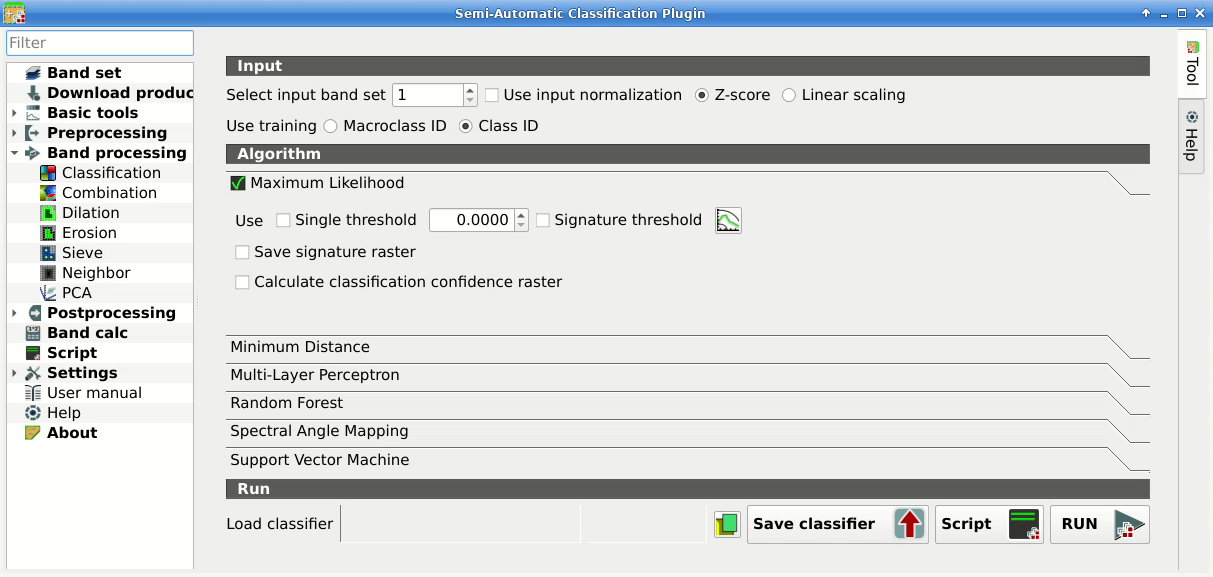 Semi-Automatic Classification Plugin
Filter
Band set
Download produc
Basic tools
Preprocessing
Band processing
Classification
Combination
Dilation
Erosion
Sieve
Neighbor
PCA
Postprocessing
Band calc
Script
Settings
User manual
Help
About
Input
Select input band set 1 Use input normalization Z-score Linear scaling
Use training Macroclass ID Class ID
Algorithm
Maximum Likelihood
Use Single threshold 0.0000 Signature threshold
Save signature raster
Calculate classification confidence raster
Minimum Distance
Multi-Layer Perceptron
Random Forest
Spectral Angle Mapping
Support Vector Machine
Run
Load classifier Save classifier Script RUN
Tool
Help